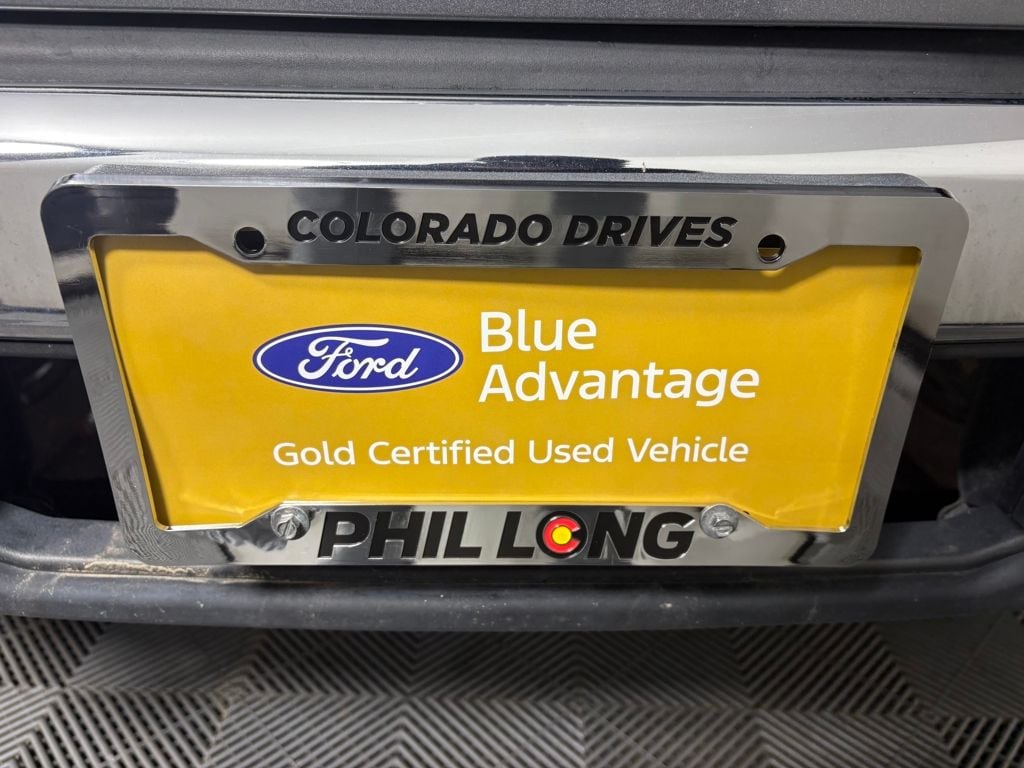 COLORADO DRIVES
Ford
Blue
Advantage
Gold Certified Used Vehicle
PHIL LONG